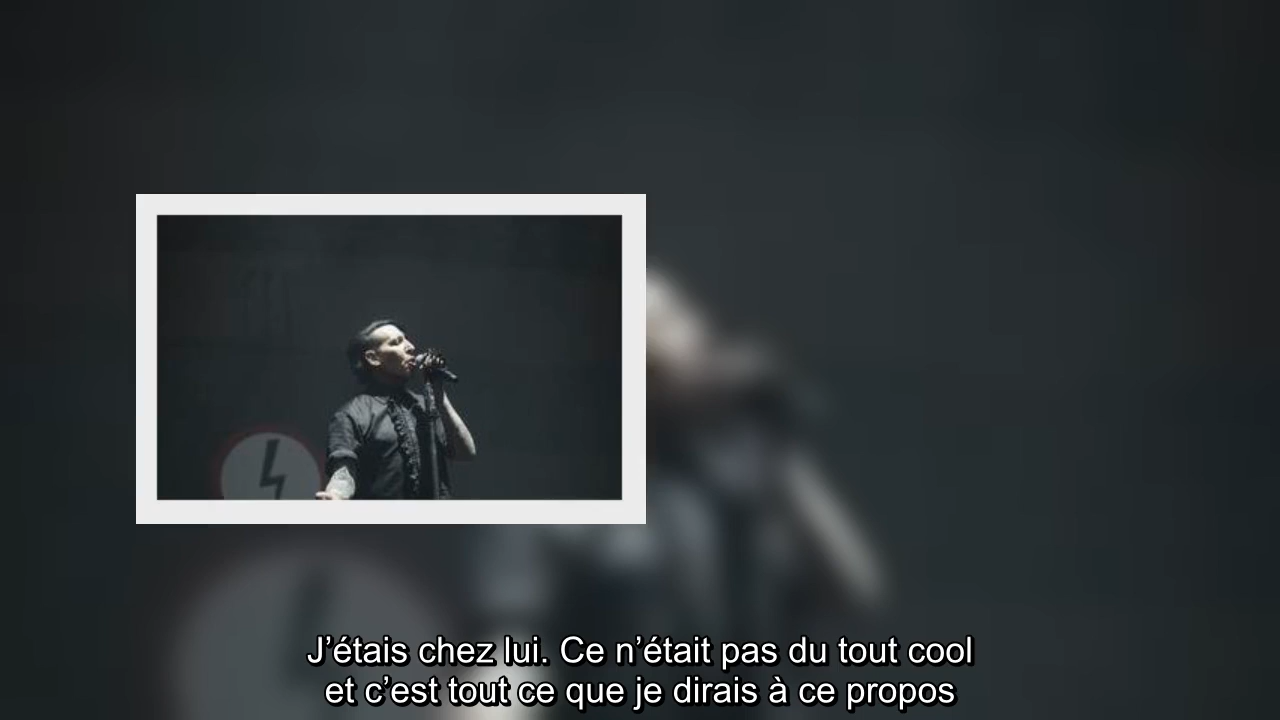 J’étais chez lui. Ce n’était pas du tout cool
et c’est tout ce que je dirais à ce propos